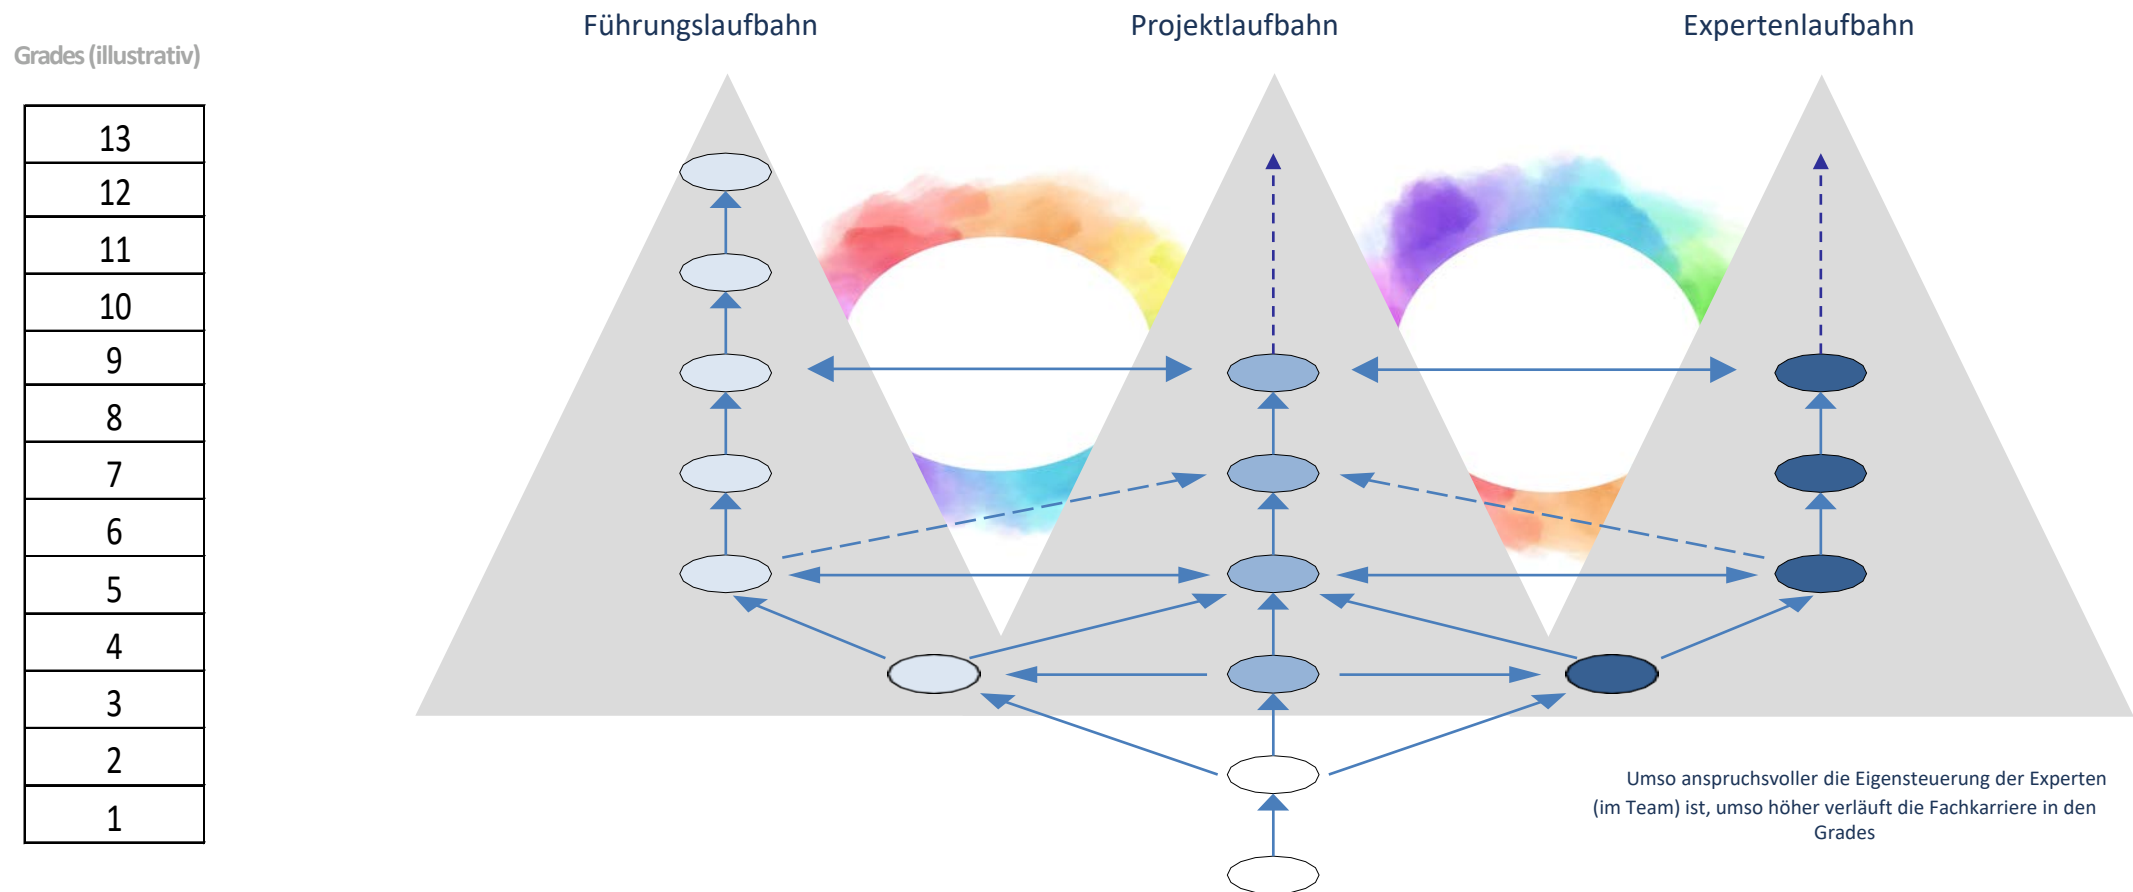 Führungslaufbahn
Projektlaufbahn
Expertenlaufbahn
Grades (illustrativ)
13
12
11
10
9
8
7
6
5
4
3
2
1
Umso anspruchsvoller die Eigensteuerung der Experten
(im Team) ist, umso höher verläuft die Fachkarriere in den
Grades